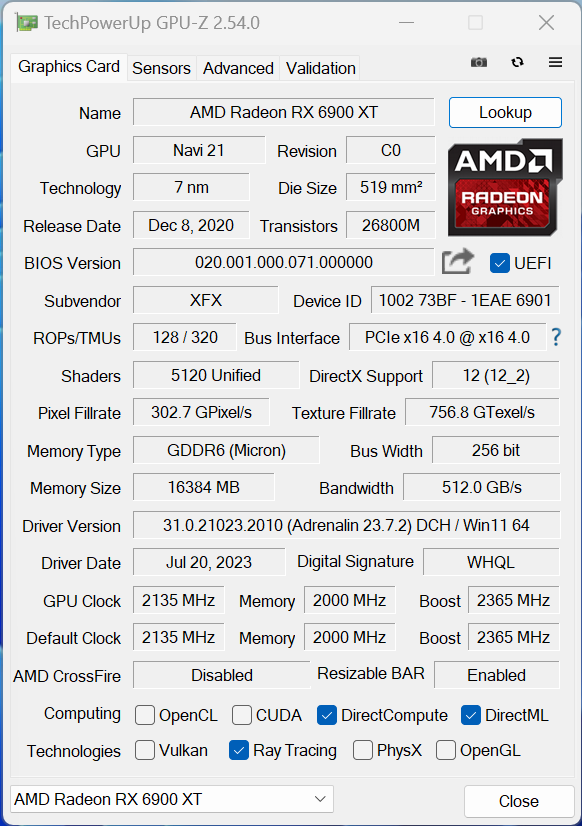 TechPowerUp GPU-Z 2.54.0
Graphics Card Sensors Advanced Validation
Name AMD Radeon RX 6900 XT Lookup
GPU Navi 21 Revision C0
Technology 7 nm Die Size 519 mm²
Release Date Dec 8, 2020 Transistors 26800M
AMD
RADEON
GRAPHICS
BIOS Version 020.001.000.071.000000 UEFI
Subvendor XFX Device ID 1002 73BF - 1EAE 6901
ROPs/TMUs 128 / 320 Bus Interface PCIe x16 4.0 @ x16 4.0 ?
Shaders 5120 Unified DirectX Support 12 (12_2)
Pixel Fillrate 302.7 GPixel/s Texture Fillrate 756.8 GTexel/s
Memory Type GDDR6 (Micron) Bus Width 256 bit
Memory Size 16384 MB Bandwidth 512.0 GB/s
Driver Version 31.0.21023.2010 (Adrenalin 23.7.2) DCH / Win11 64
Driver Date Jul 20, 2023 Digital Signature WHQL
GPU Clock 2135 MHz Memory 2000 MHz Boost 2365 MHz
Default Clock 2135 MHz Memory 2000 MHz Boost 2365 MHz
AMD CrossFire Disabled Resizable BAR Enabled
Computing OpenCL CUDA DirectCompute DirectML
Technologies Vulkan Ray Tracing PhysX OpenGL
AMD Radeon RX 6900 XT Close